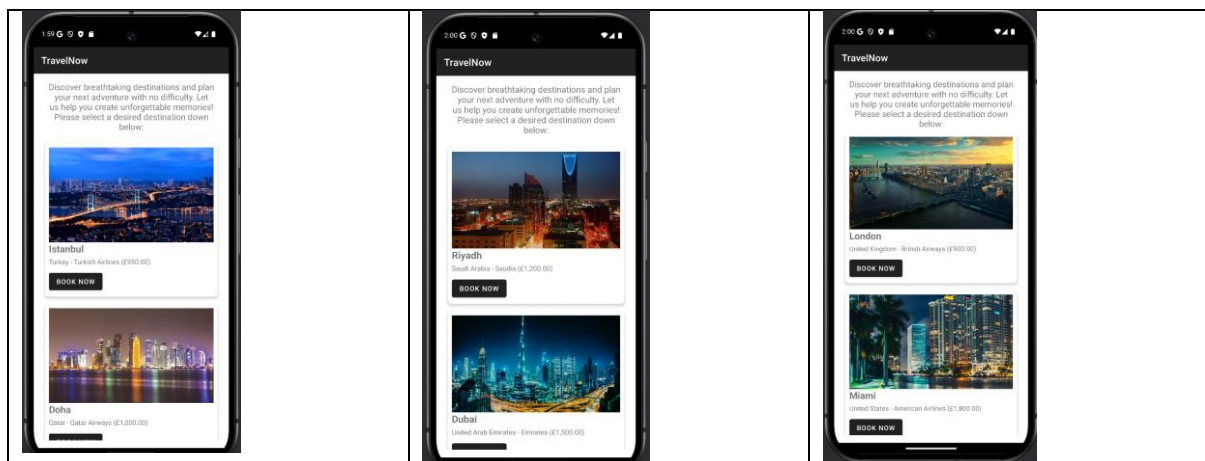 1:59 G
TravelNow
Discover breathtaking destinations and plan
your next adventure with no difficulty. Let
us help you create unforgettable memories!
Please select a desired destination down
below:
Istanbul
Turkey - Turkish Airlines (£950.00)
BOOK NOW
Doha
Qatar - Qatar Airways (£1,000.00)
BOOK NOW
2:00 G
TravelNow
Discover breathtaking destinations and plan
your next adventure with no difficulty. Let
us help you create unforgettable memories!
Please select a desired destination down
below:
Riyadh
Saudi Arabia - Saudia (£1,200.00)
BOOK NOW
Dubai
United Arab Emirates - Emirates (£1,500.00)
2:00 G
TravelNow
Discover breathtaking destinations and plan
your next adventure with no difficulty. Let
us help you create unforgettable memories!
Please select a desired destination down
below:
London
United Kingdom - British Airways (£900.00)
BOOK NOW
Miami
United States - American Airlines (£1,800.00)
BOOK NOW